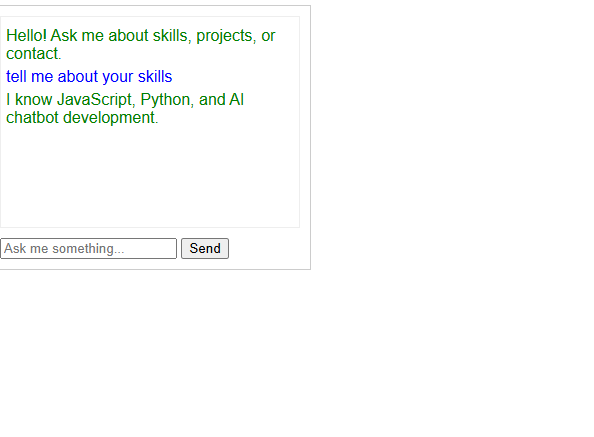 Hello! Ask me about skills, projects, or
contact.
tell me about your skills
I know JavaScript, Python, and AI
chatbot development.
Ask me something...
Send